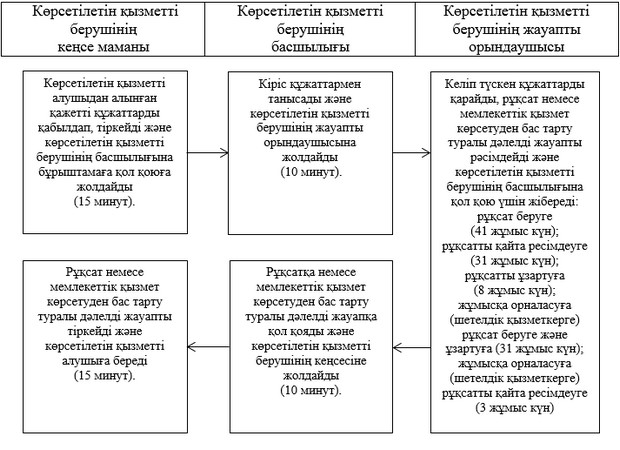 Көрсетілетін қызметті
берушінің
кеңсе маманы
Көрсетілетін қызметті
берушінің
басшылығы
Көрсетілетін қызметті
берушінің жауапты
орындаушысы
Көрсетілетін қызметті
алушыдан алынған
қажетті құжаттарды
қабылдап, тіркейді және
көрсетілетін қызметті
берушінің басшылығына
бұрыштамаға қол қоюға
жолдайды
(15 минут).
Кіріс құжаттармен
танысады және
көрсетілетін қызметті
берушінің жауапты
орындаушысына
жолдайды
(10 минут).
Келіп түскен құжаттарды
қарайды, рұқсат немесе
мемлекеттік қызмет
көрсетуден бас тарту
туралы дәлелді жауапты
рәсімдейді және
көрсетілетін қызметті
берушінің басшылығына
қол қою үшін жібереді:
рұқсат беруге
(41 жұмыс күн);
рұқсатты қайта ресімдеуге
(31 жұмыс күн);
рұқсатты ұзартуға
(8 жұмыс күн);
жұмысқа орналасуға
(шетелдік қызметкерге)
рұқсат беруге және
ұзартуға (31 жұмыс күн);
жұмысқа орналасуға
(шетелдік қызметкерге)
рұқсатты қайта ресімдеуге
(3 жұмыс күн)
Рұқсат немесе
мемлекеттік қызмет
көрсетуден бас тарту
туралы дәлелді жауапты
тіркейді және
көрсетілетін қызметті
алушыға береді
(15 минут).
Рұқсатқа немесе
мемлекеттік қызмет
көрсетуден бас тарту
туралы дәлелді жауапқа
қол қояды және
көрсетілетін қызметті
берушінің кеңсесіне
жолдайды
(10 минут).